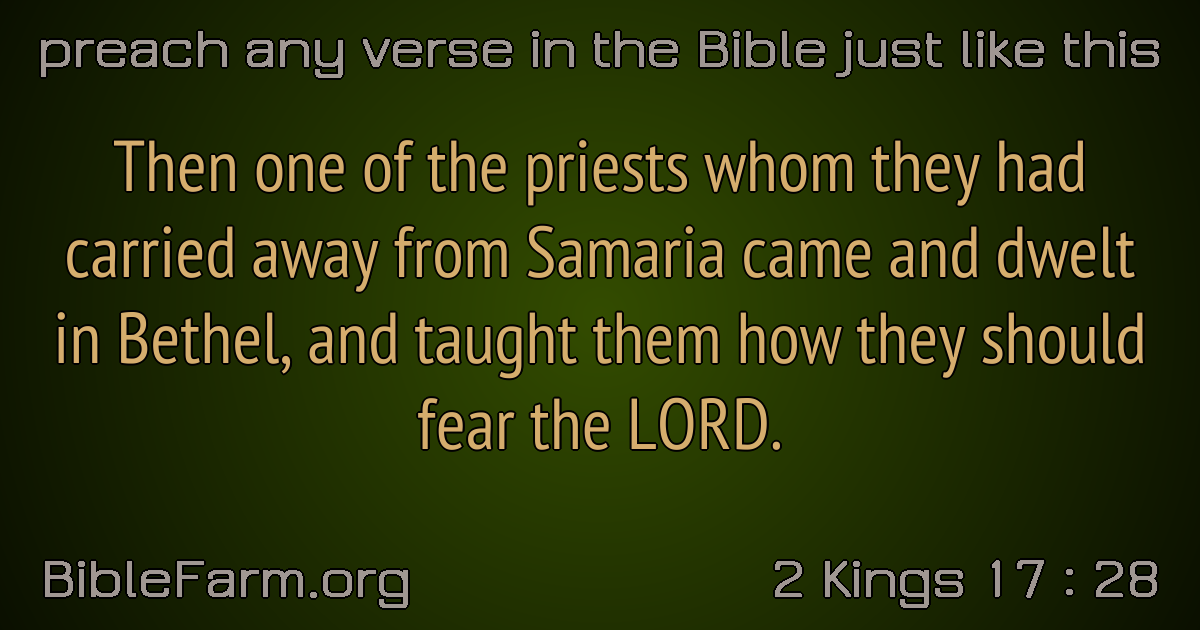 preach any verse in the Bible just like this
Then one of the priests whom they had
carried away from Samaria came and dwelt
in Bethel, and taught them how they should
fear the LORD.
BibleFarm.org
2 Kings 17 : 28